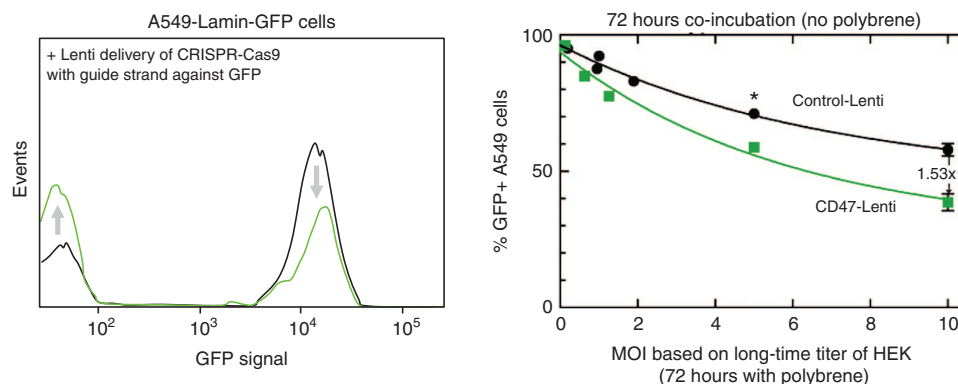 A549-Lamin-GFP cells
+ Lenti delivery of CRISPR-Cas9
with guide strand against GFP
Events
10² 10³ 10⁴ 10⁵
GFP signal
72 hours co-incubation (no polybrene)
100
50
0
% GFP+ A549 cells
*
Control-Lenti
1.53x
CD47-Lenti
0 2 4 6 8 10
MOI based on long-time titer of HEK
(72 hours with polybrene)